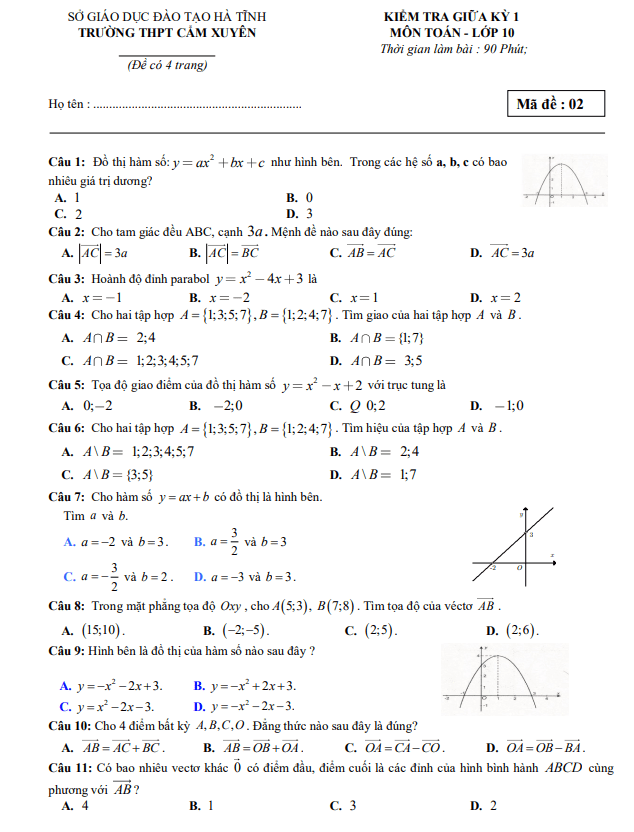 SỞ GIÁO DỤC ĐÀO TẠO HÀ TĨNH
TRƯỜNG THPT CẨM XUYÊN
(Đề có 4 trang)
KIỂM TRA GIỮA KỲ 1
MÔN TOÁN - LỚP 10
Thời gian làm bài : 90 Phút;
Họ tên : ...............................................................
Mã đề : 02
Câu 1: Đồ thị hàm số: y = ax² + bx + c như hình bên. Trong các hệ số a, b, c có bao
nhiêu giá trị dương?
A. 1 B. 0
C. 2 D. 3
Câu 2: Cho tam giác đều ABC, cạnh 3a. Mệnh đề nào sau đây đúng:
A. |\overrightarrow{AC}| = 3a B. |\overrightarrow{AC}| = \overrightarrow{BC} C. \overrightarrow{AB} = \overrightarrow{AC} D. \overrightarrow{AC} = 3a
Câu 3: Hoành độ đỉnh parabol y = x² − 4x + 3 là
A. x = −1 B. x = −2 C. x = 1 D. x = 2
Câu 4: Cho hai tập hợp A = {1;3;5;7}, B = {1;2;4;7}. Tìm giao của hai tập hợp A và B.
A. A∩B = 2;4 B. A∩B = {1;7}
C. A∩B = 1;2;3;4;5;7 D. A∩B = 3;5
Câu 5: Tọa độ giao điểm của đồ thị hàm số y = x² − x + 2 với trục tung là
A. 0;−2 B. −2;0 C. Q 0;2 D. −1;0
Câu 6: Cho hai tập hợp A = {1;3;5;7}, B = {1;2;4;7}. Tìm hiệu của tập hợp A và B.
A. A\B = 1;2;3;4;5;7 B. A\B = 2;4
C. A\B = {3;5} D. A\B = 1;7
Câu 7: Cho hàm số y = ax + b có đồ thị là hình bên.
Tìm a và b.
A. a = −2 và b = 3. B. a = 3/2 và b = 3
C. a = −3/2 và b = 2. D. a = −3 và b = 3.
y
3
x
-2
O
Câu 8: Trong mặt phẳng tọa độ Oxy, cho A(5;3), B(7;8). Tìm tọa độ của véctơ \overrightarrow{AB}.
A. (15;10). B. (−2;−5). C. (2;5). D. (2;6).
Câu 9: Hình bên là đồ thị của hàm số nào sau đây ?
A. y = −x² − 2x + 3. B. y = −x² + 2x + 3.
C. y = x² − 2x − 3. D. y = −x² − 2x − 3.
Câu 10: Cho 4 điểm bất kỳ A, B, C, O. Đẳng thức nào sau đây là đúng?
A. \overrightarrow{AB} = \overrightarrow{AC} + \overrightarrow{BC}. B. \overrightarrow{AB} = \overrightarrow{OB} + \overrightarrow{OA}. C. \overrightarrow{OA} = \overrightarrow{CA} − \overrightarrow{CO}. D. \overrightarrow{OA} = \overrightarrow{OB} − \overrightarrow{BA}.
Câu 11: Có bao nhiêu vectơ khác \vec{0} có điểm đầu, điểm cuối là các đỉnh của hình bình hành ABCD cùng
phương với \overrightarrow{AB}?
A. 4 B. 1 C. 3 D. 2